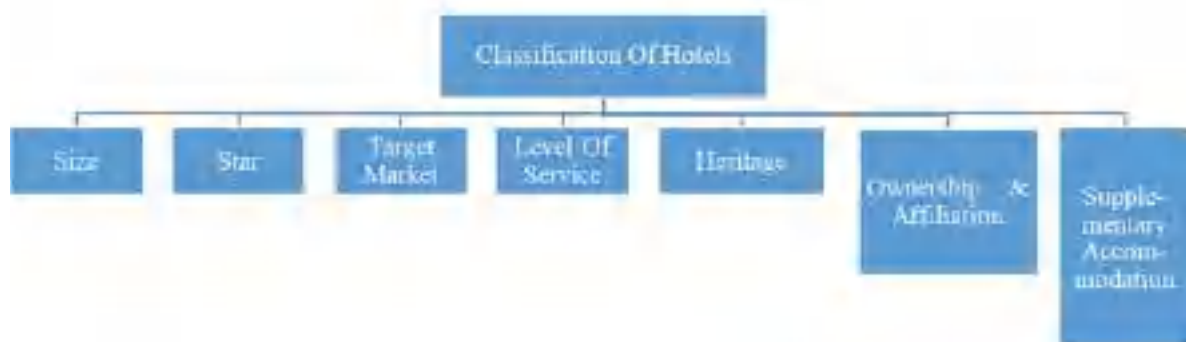 Classification Of Hotels
Size
Star
Target
Market
Level Of
Service
Heritage
Ownership &
Affiliation
Supple-
mentary
Accom-
modation